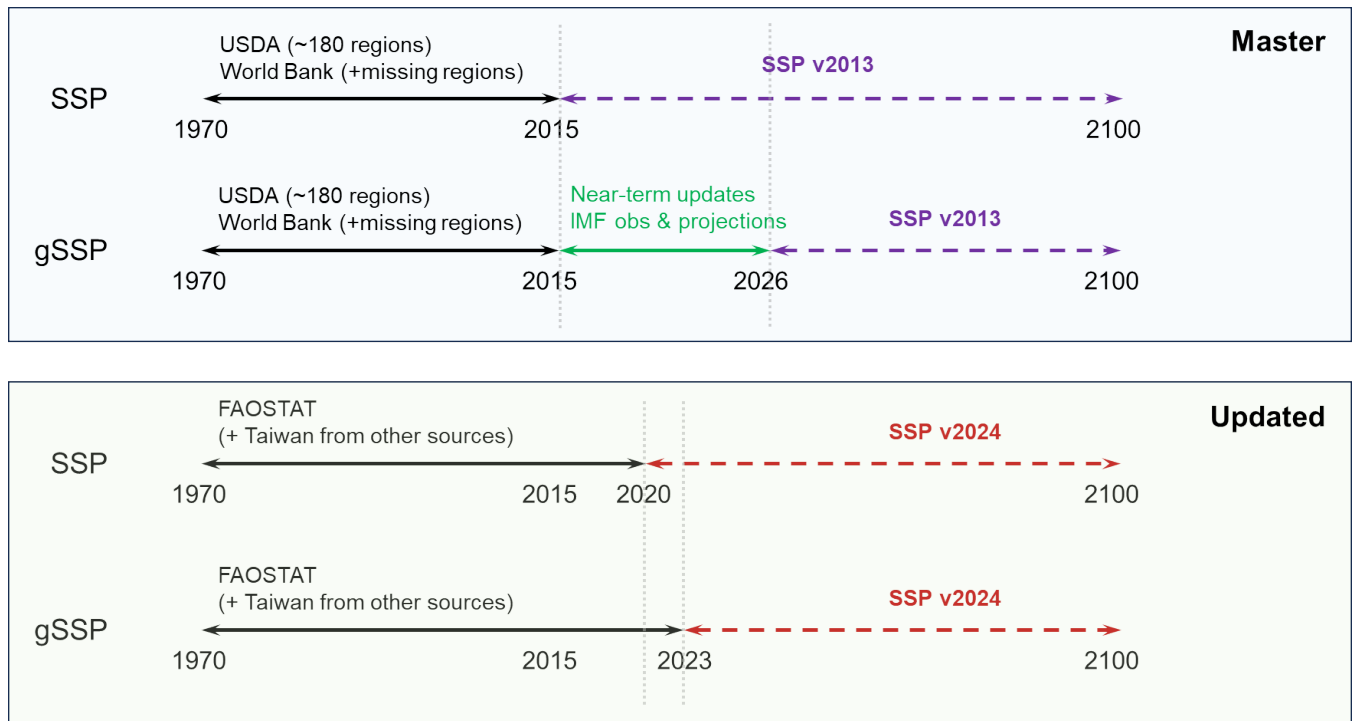 Master
USDA (~180 regions)
World Bank (+missing regions)
SSP v2013
SSP
1970
2015
2100
USDA (~180 regions)
World Bank (+missing regions)
Near-term updates
IMF obs & projections
SSP v2013
gSSP
1970
2015
2026
2100
Updated
FAOSTAT
(+ Taiwan from other sources)
SSP v2024
SSP
1970
2015
2020
2100
FAOSTAT
(+ Taiwan from other sources)
SSP v2024
gSSP
1970
2015
2023
2100